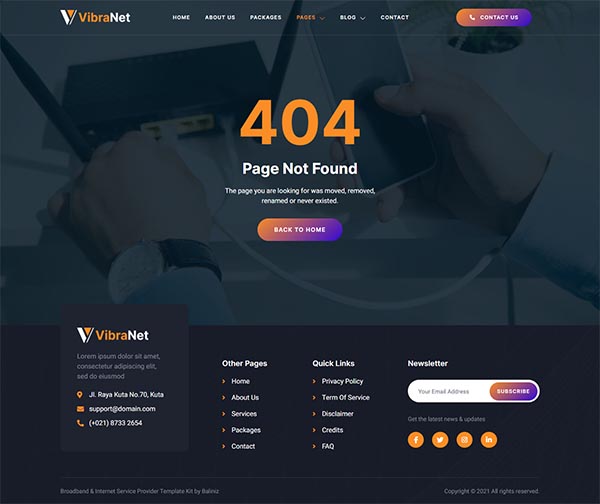 VibraNet
HOME ABOUT US PACKAGES PAGES BLOG CONTACT
CONTACT US
404
Page Not Found
The page you are looking for was moved, removed,
renamed or never existed.
BACK TO HOME
VibraNet
Lorem ipsum dolor sit amet,
consectetur adipiscing elit,
sed do eiusmod
Jl. Raya Kuta No.70, Kuta
support@domain.com
(+021) 8733 2654
Other Pages
Home
About Us
Services
Packages
Contact
Quick Links
Privacy Policy
Term Of Service
Disclaimer
Credits
FAQ
Newsletter
Your Email Address
SUBSCRIBE
Get the latest news & updates
Broadband & Internet Service Provider Template Kit by Baliniz
Copyright © 2021 All rights reserved.